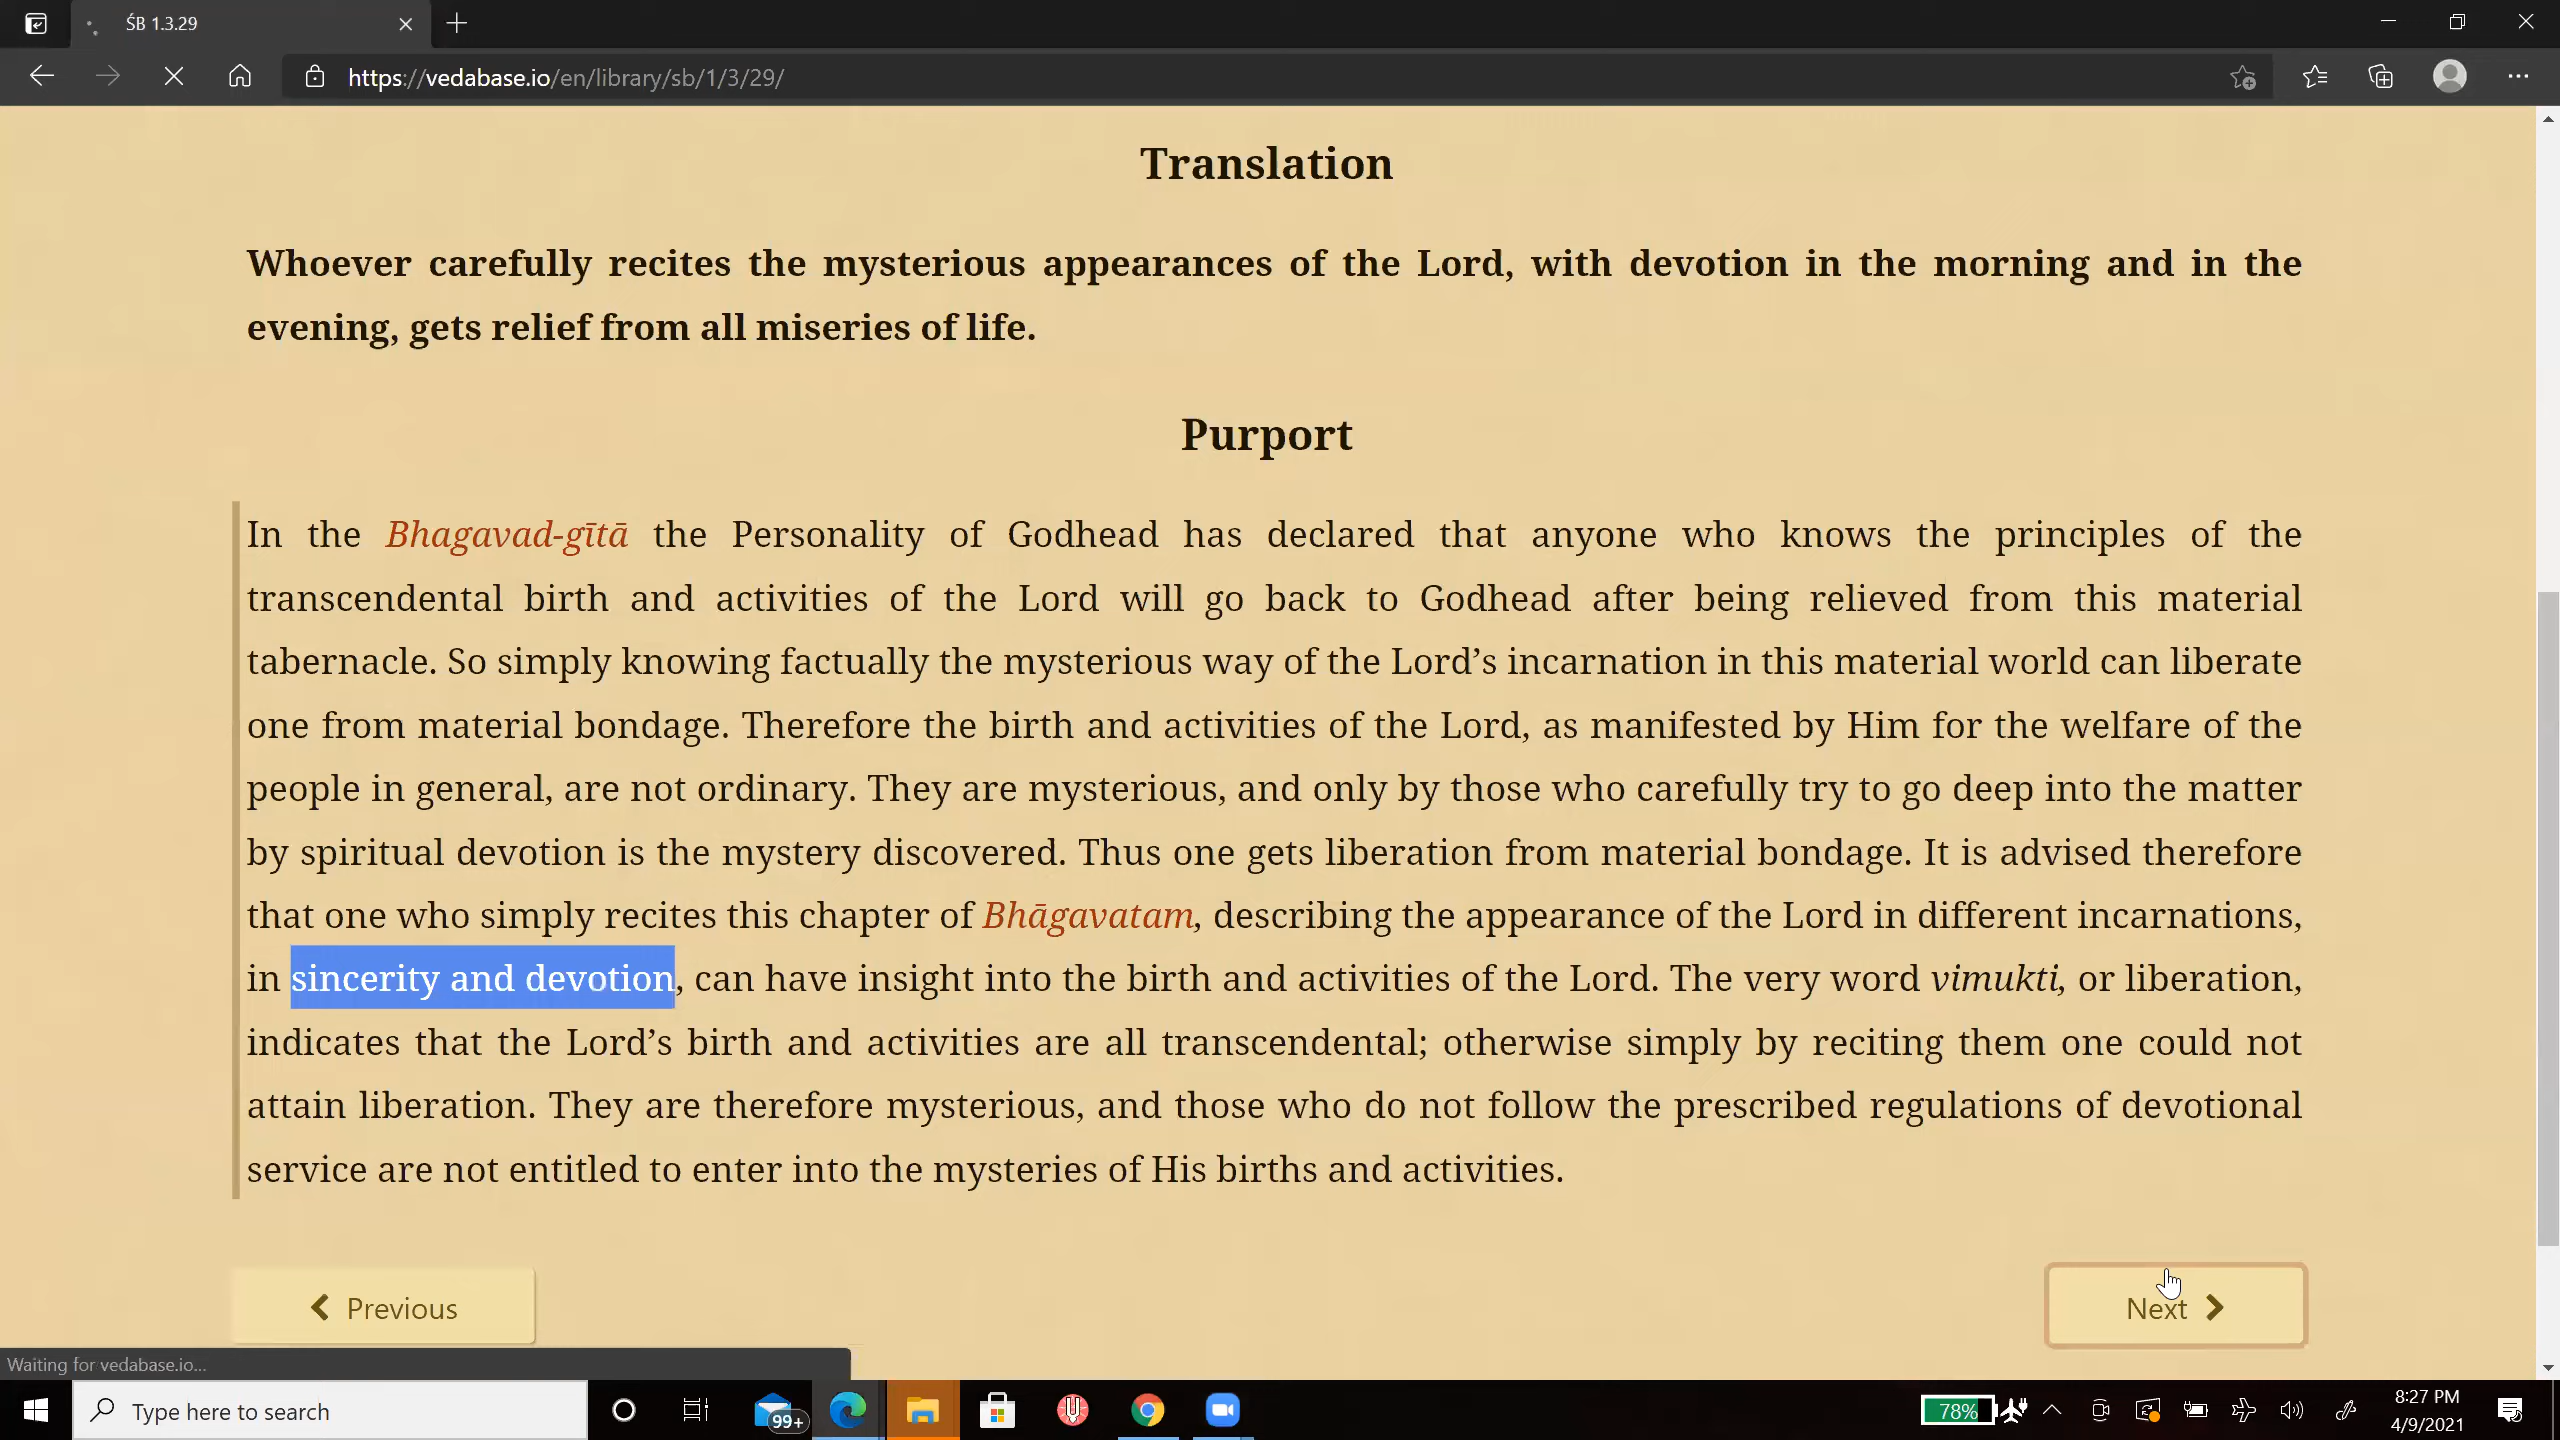 ŚB 1.3.29
https://vedabase.io/en/library/sb/1/3/29/
Translation
Whoever carefully recites the mysterious appearances of the Lord, with devotion in the morning and in the
evening, gets relief from all miseries of life.
Purport
In the Bhagavad-gītā the Personality of Godhead has declared that anyone who knows the principles of the
transcendental birth and activities of the Lord will go back to Godhead after being relieved from this material
tabernacle. So simply knowing factually the mysterious way of the Lord’s incarnation in this material world can liberate
one from material bondage. Therefore the birth and activities of the Lord, as manifested by Him for the welfare of the
people in general, are not ordinary. They are mysterious, and only by those who carefully try to go deep into the matter
by spiritual devotion is the mystery discovered. Thus one gets liberation from material bondage. It is advised therefore
that one who simply recites this chapter of Bhāgavatam, describing the appearance of the Lord in different incarnations,
in sincerity and devotion, can have insight into the birth and activities of the Lord. The very word vimukti, or liberation,
indicates that the Lord’s birth and activities are all transcendental; otherwise simply by reciting them one could not
attain liberation. They are therefore mysterious, and those who do not follow the prescribed regulations of devotional
service are not entitled to enter into the mysteries of His births and activities.
Previous
Next
Waiting for vedabase.io...
Type here to search
99+
78%
8:27 PM
4/9/2021